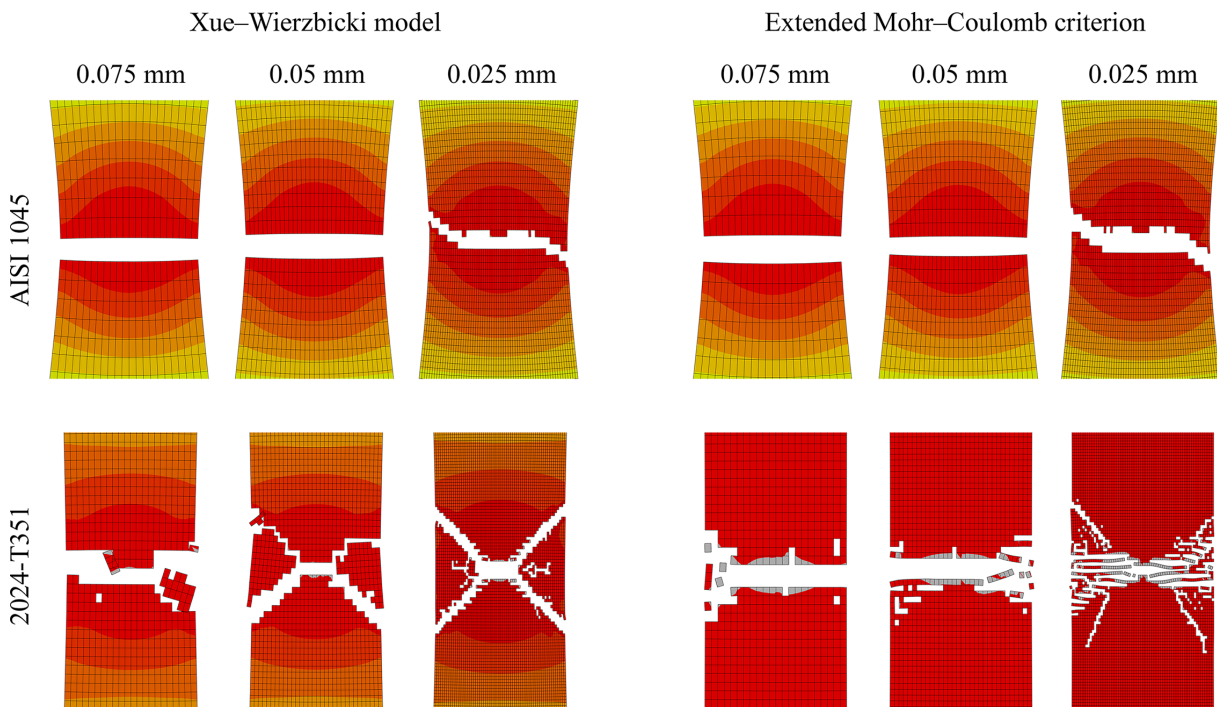 Xue–Wierzbicki model
Extended Mohr–Coulomb criterion
0.075 mm
0.05 mm
0.025 mm
0.075 mm
0.05 mm
0.025 mm
AISI 1045
2024-T351